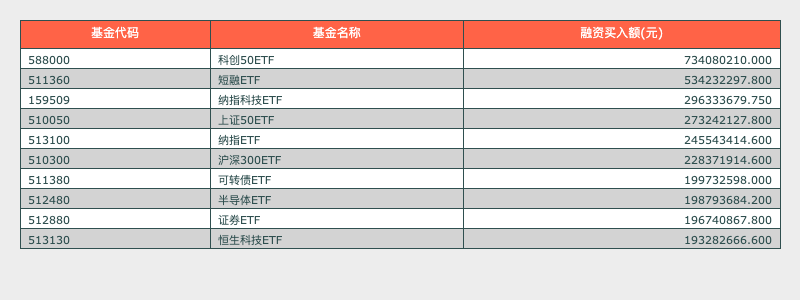 基金代码 基金名称 融资买入额(元)
588000 科创50ETF 734080210.000
511360 短融ETF 534232297.800
159509 纳指科技ETF 296333679.750
510050 上证50ETF 273242127.800
513100 纳指ETF 245543414.600
510300 沪深300ETF 228371914.600
511380 可转债ETF 199732598.000
512480 半导体ETF 198793684.200
512880 证券ETF 196740867.800
513130 恒生科技ETF 193282666.600